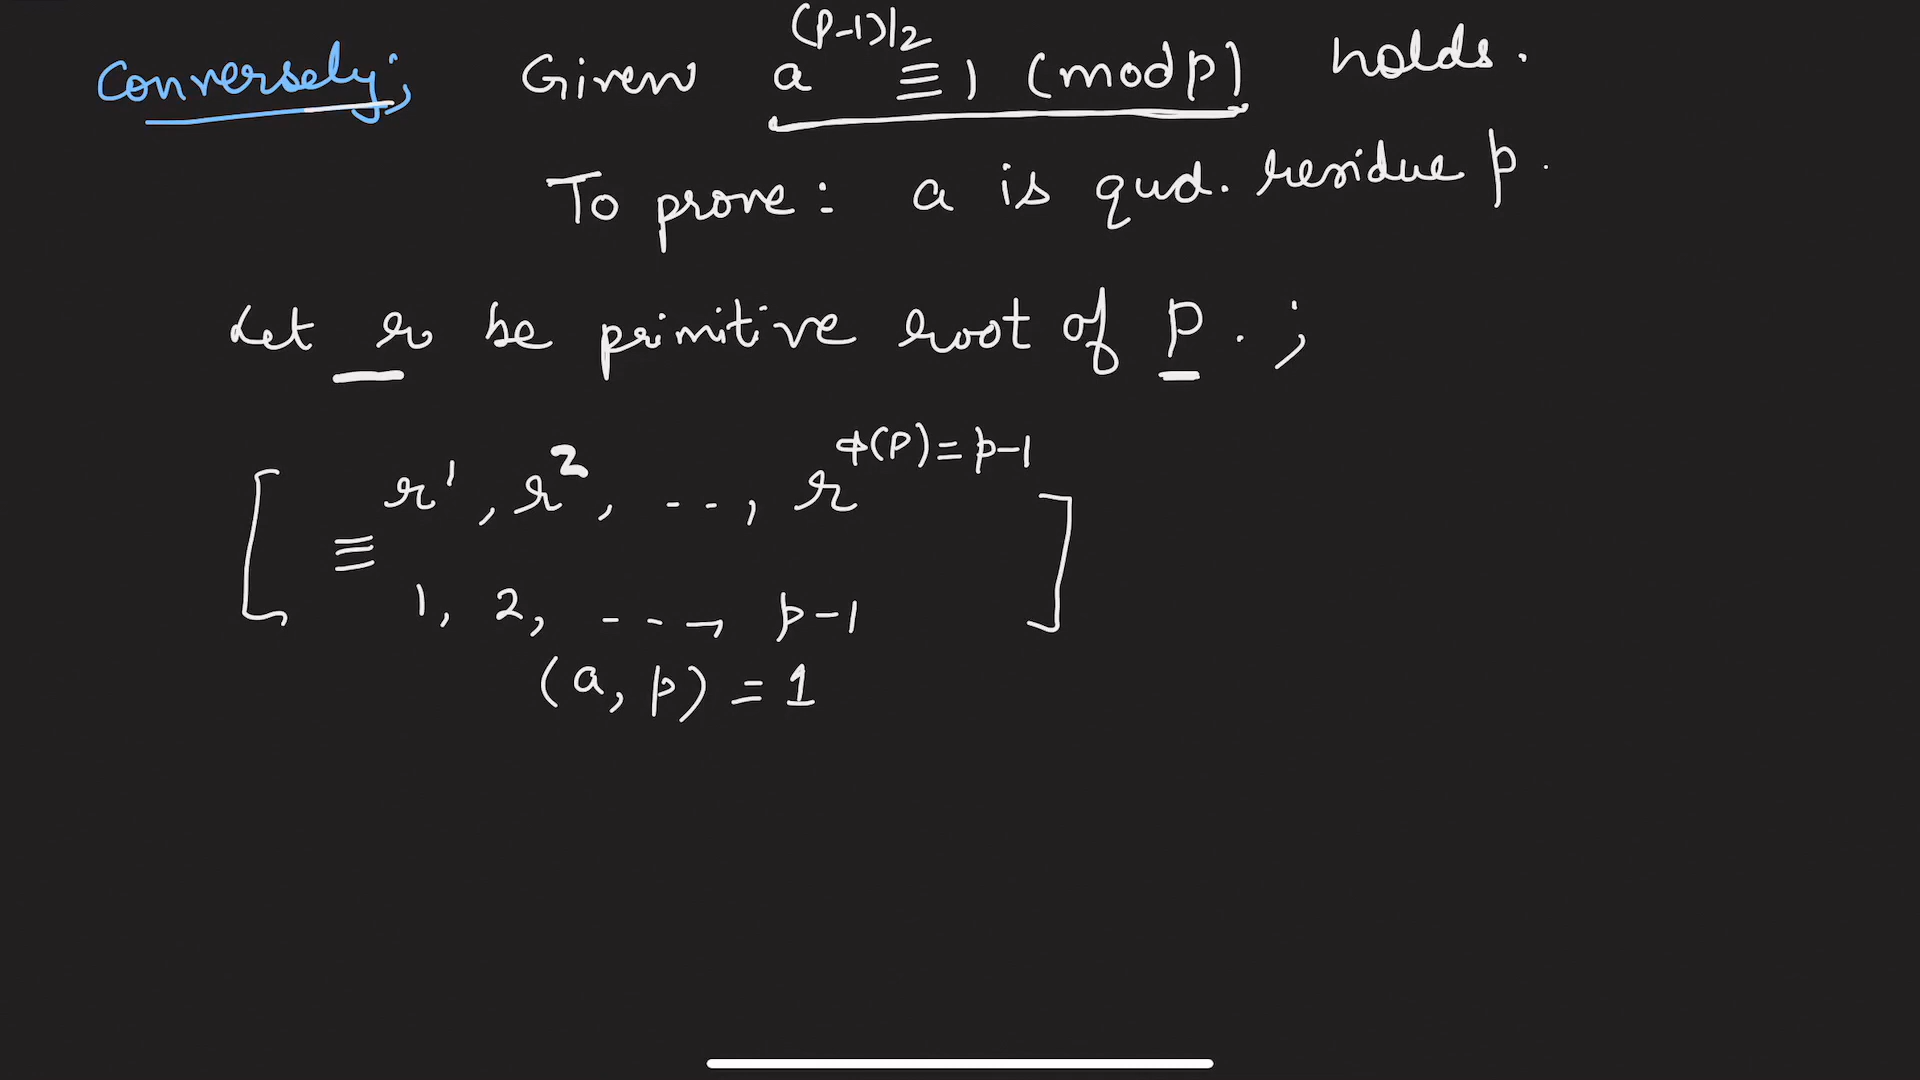 Conversely; Given a^(p-1)/2 ≡ 1 (mod p) holds.
To prove: a is qud. residue p.
Let r be primitive root of p. ;
r^1, r^2, ..., r^ϕ(p)=p-1
≡
1, 2, ..., p-1
(a, p) = 1